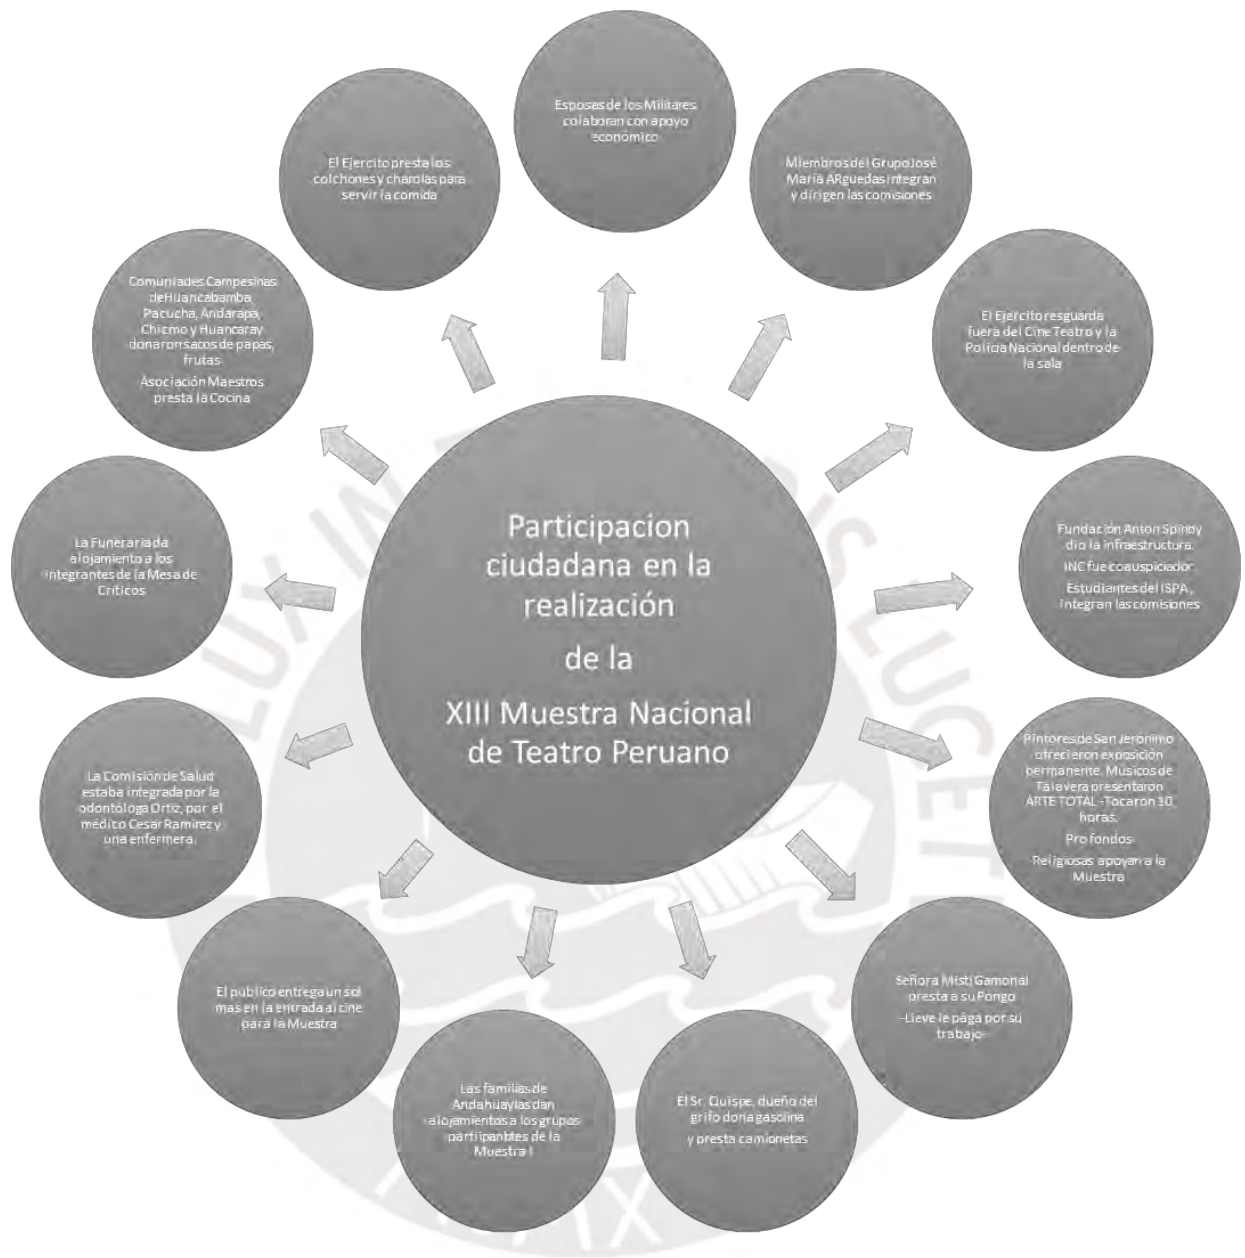 Participacion
ciudadana en la
realización
de la
XIII Muestra Nacional
de Teatro Peruano
Esposas de los Militares
colaboran con apoyo
económico
Miembros del Grupo José
María ARguedas integran
y dirigen las comisiones
El Ejercito resguarda
fuera del Cine Teatro y la
Policía Nacional dentro de
la sala
Fundación Anton Spinoy
dio la infraestructura.
INC fue coauspiciador
Estudiantes del ISPA,
integran las comisiones
Pintores de San Jeronimo
ofrecieron exposición
permanente. Musicos de
Talavera presentaron
ARTE TOTAL -Tocaron 10
horas.
Pro fondos
Religiosas apoyan a la
Muestra
Señora Misti Gamonal
presta a su Pongo
-Lieve le paga por su
trabajo-
El Sr. Quispe, dueño del
grifo dona gasolina
y presta camionetas
Las familias de
Andahuaylas dan
alojamientos a los grupos
de la
Muestra
El publico entrega un sol
mas en la entrada al cine
para la Muestra
La Comisión de Salud
estaba integrada por la
odontóloga Ortiz, por el
médico Cesar Ramirez y
una enfermera.
La Funeraria da
alojamiento a los
integrantes de la Mesa de
Críticos
Comuniades Campesinas
de Huancabamba,
Pacucha, Andarapa,
Chicmo y Huancaray
donaron sacos de papas,
frutas
Asociación Maestros
presta la Cocina
El Ejercito presta los
colchones y charolas para
servir la comida
LUX IN
LUCET